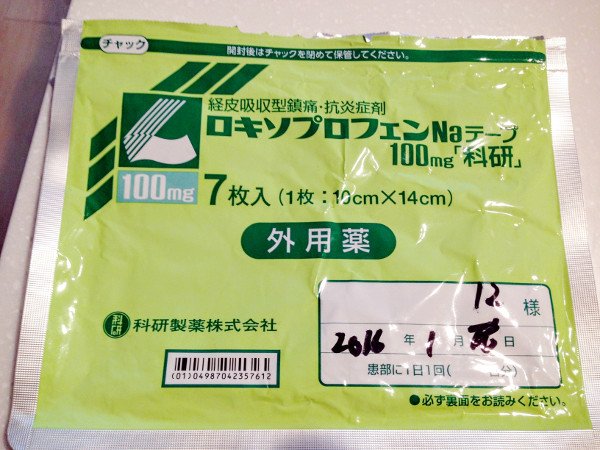 チャック
開封後はチャックを閉めて保管してください。
経皮吸収型鎮痛・抗炎症剤
ロキソプロフェンNaテープ
100mg「科研」
100mg
7枚入（1枚：10cm×14cm）
外用薬
科研製薬株式会社
(01)04987042357612
12 様
2016 年 1 月 日
患部に1日1回( 日分)
●必ず裏面をお読みください。